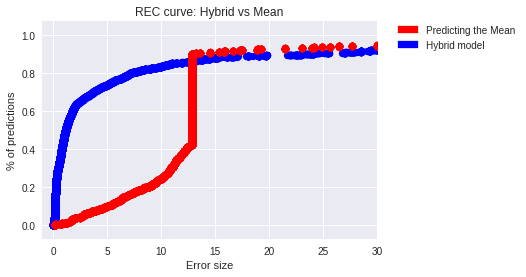 REC curve: Hybrid vs Mean
Predicting the Mean
Hybrid model
% of predictions
1.0
0.8
0.6
0.4
0.2
0.0
0 5 10 15 20 25 30
Error size